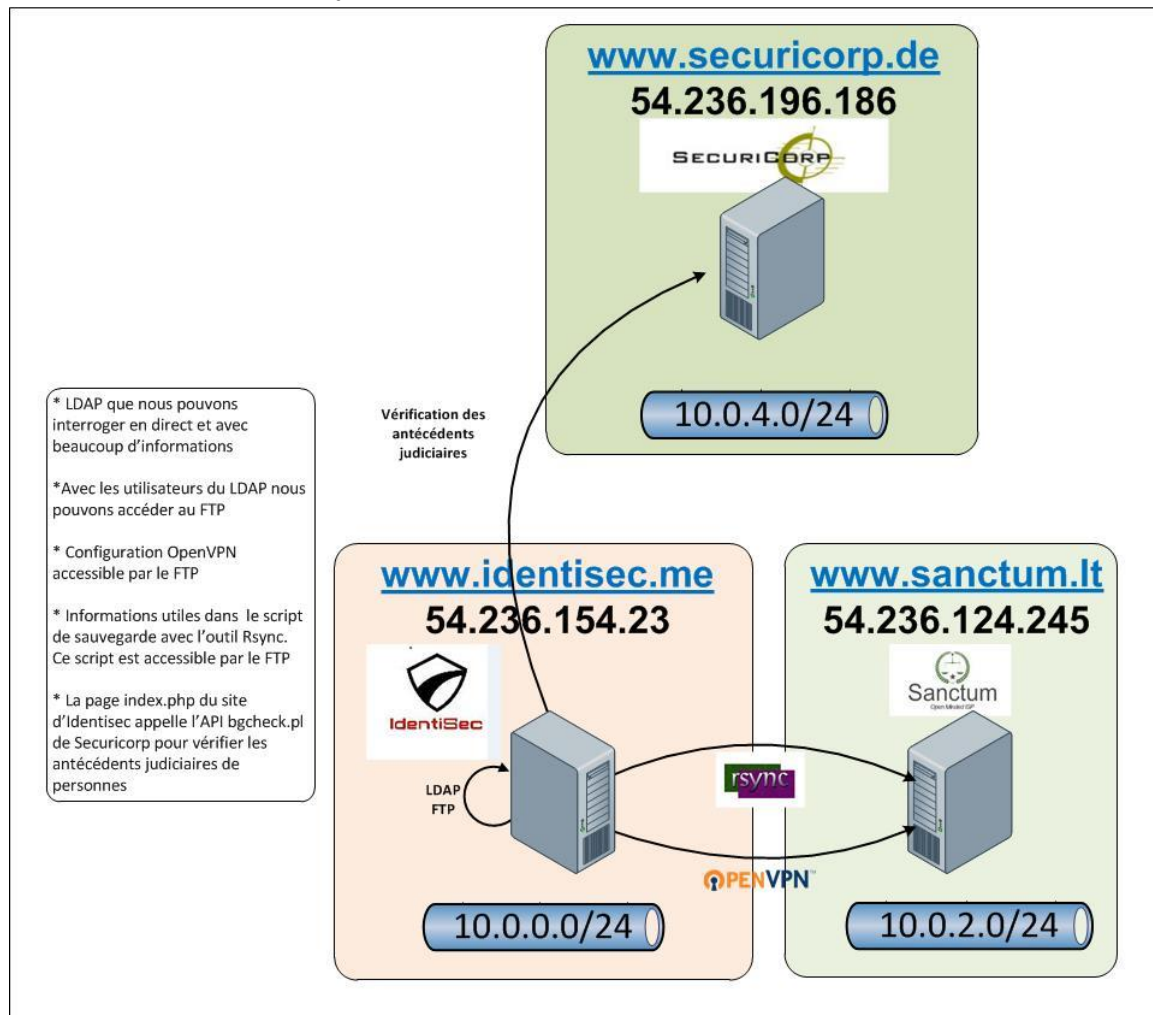 www.securicorp.de
54.236.196.186
SECURICORP
10.0.4.0/24
Vérification des
antécédents
judiciaires
* LDAP que nous pouvons
interroger en direct et avec
beaucoup d'informations
*Avec les utilisateurs du LDAP nous
pouvons accéder au FTP
* Configuration OpenVPN
accessible par le FTP
* Informations utiles dans le script
de sauvegarde avec l'outil Rsync.
Ce script est accessible par le FTP
* La page index.php du site
d'Identisec appelle l'API bgcheck.pl
de Securicorp pour vérifier les
antécédents judiciaires de
personnes
www.identisec.me
54.236.154.23
IdentiSec
LDAP
FTP
10.0.0.0/24
rsync
OPENVPN
www.sanctum.lt
54.236.124.245
Sanctum
Open Minded ISP
10.0.2.0/24